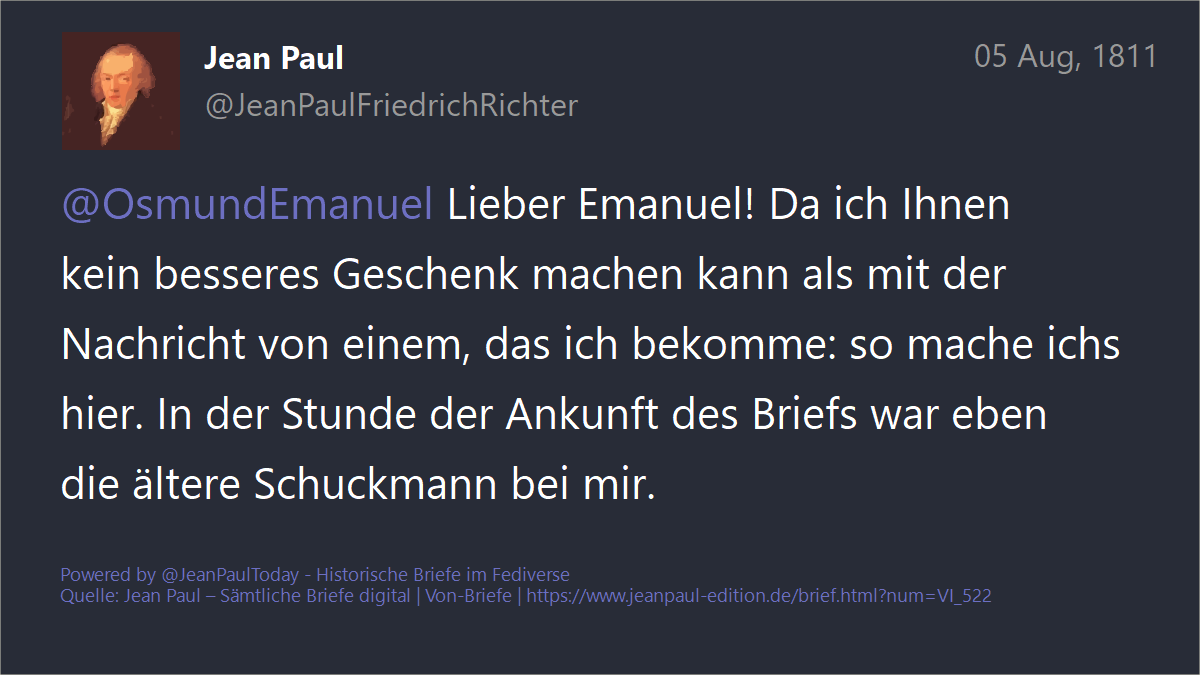 Jean Paul
05 Aug, 1811
@JeanPaulFriedrichRichter
@OsmundEmanuel Lieber Emanuel! Da ich Ihnen
kein besseres Geschenk machen kann als mit der
Nachricht von einem, das ich bekomme: so mache ichs
hier. In der Stunde der Ankunft des Briefs war eben
die ältere Schuckmann bei mir.
Powered by @JeanPaulToday - Historische Briefe im Fediverse
Quelle: Jean Paul – Sämtliche Briefe digital | Von-Briefe | https://www.jeanpaul-edition.de/brief.html?num=VI_522